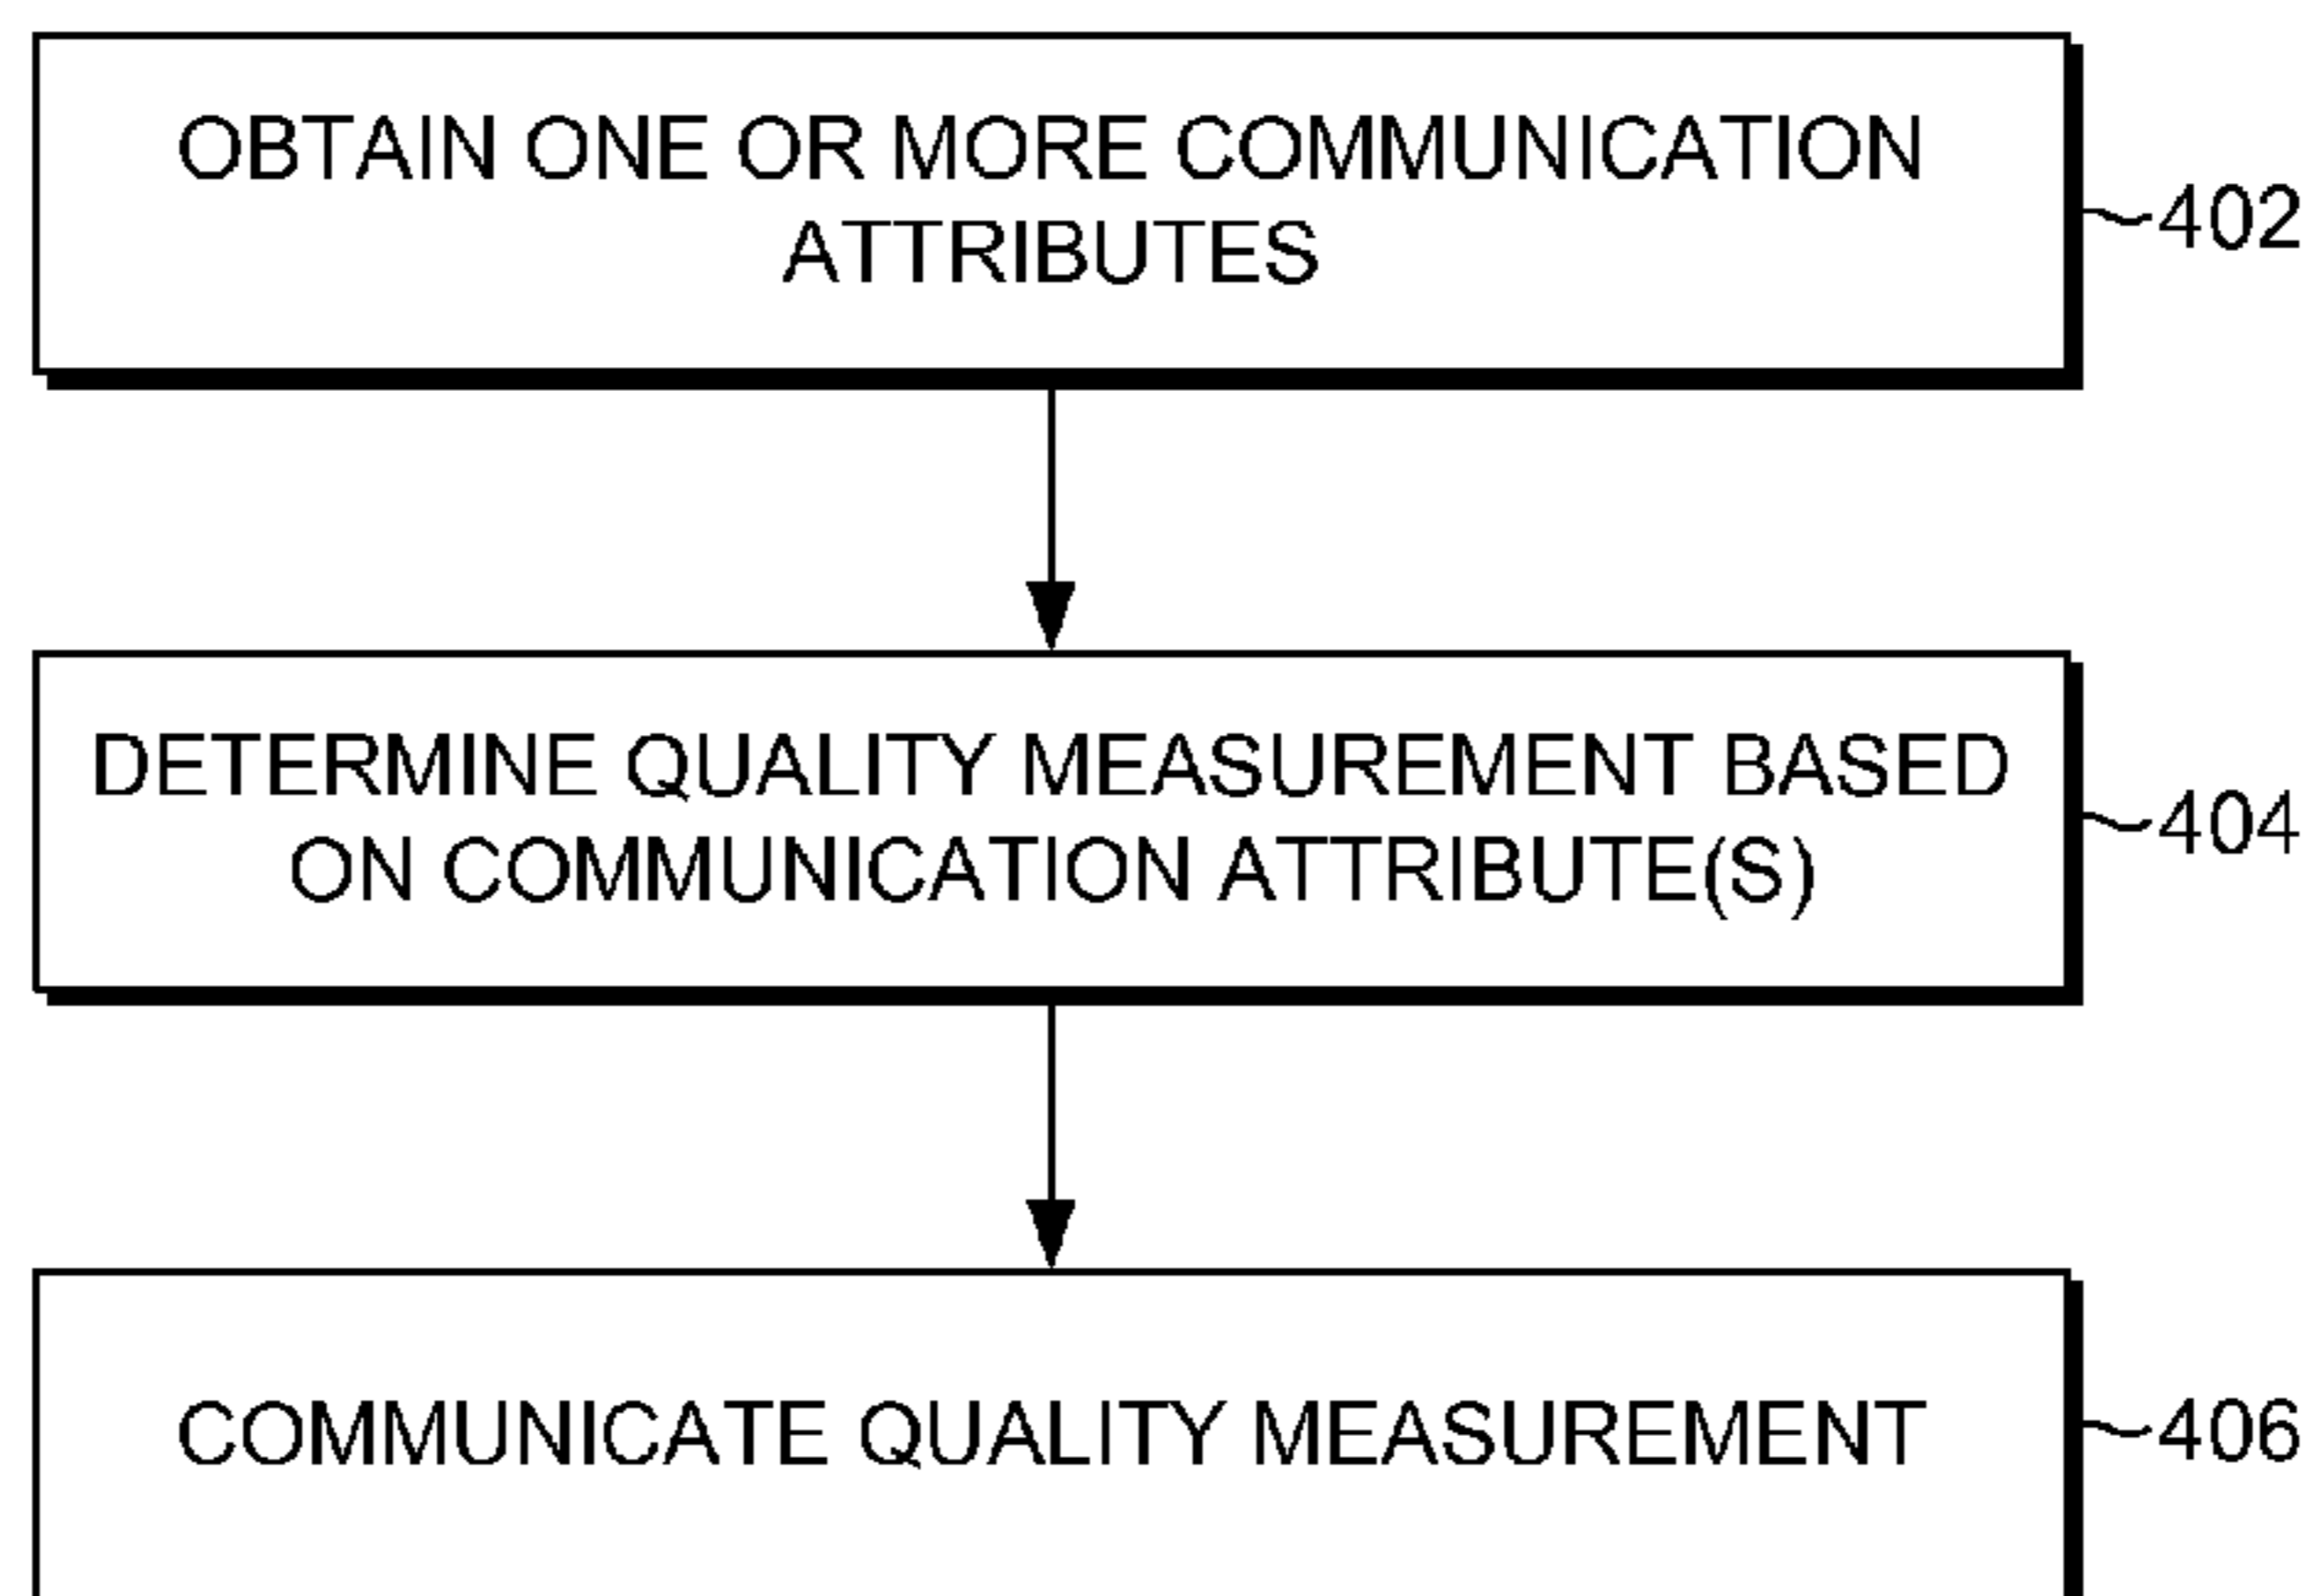 OBTAIN ONE OR MORE COMMUNICATION
ATTRIBUTES
402
DETERMINE QUALITY MEASUREMENT BASED
ON COMMUNICATION ATTRIBUTE(S)
404
COMMUNICATE QUALITY MEASUREMENT
406